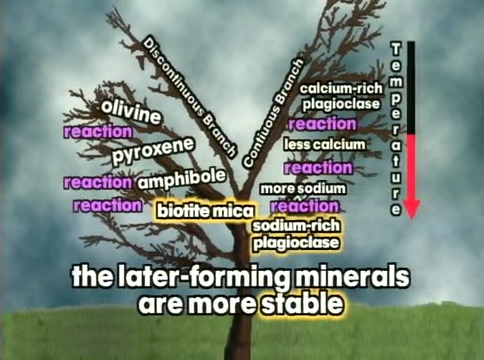 Discontinuous Branch
Contiuous Branch
Temperature
olivine
reaction
pyroxene
reaction amphibole
reaction
biotite mica
calcium-rich
plagioclase
reaction
less calcium
reaction
more sodium
reaction
sodium-rich
plagioclase
the later-forming minerals
are more stable